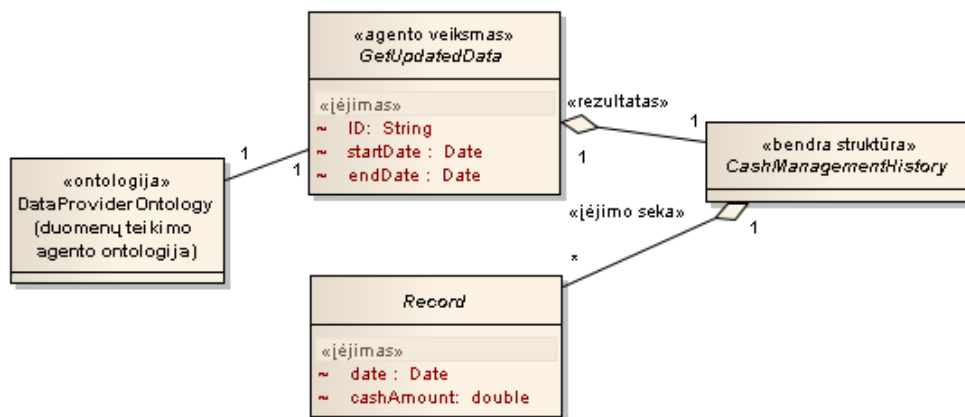 «agento veiksmas»
GetUpdatedData
«įėjimas»
~ ID: String
~ startDate : Date
~ endDate : Date
«rezultatas»
1
1
«bendra struktūra»
CashManagementHistory
1
1
«ontologija»
DataProviderOntology
(duomenų teikimo
agento ontologija)
«įėjimo seka»
1
*
Record
«įėjimas»
~ date : Date
~ cashAmount: double